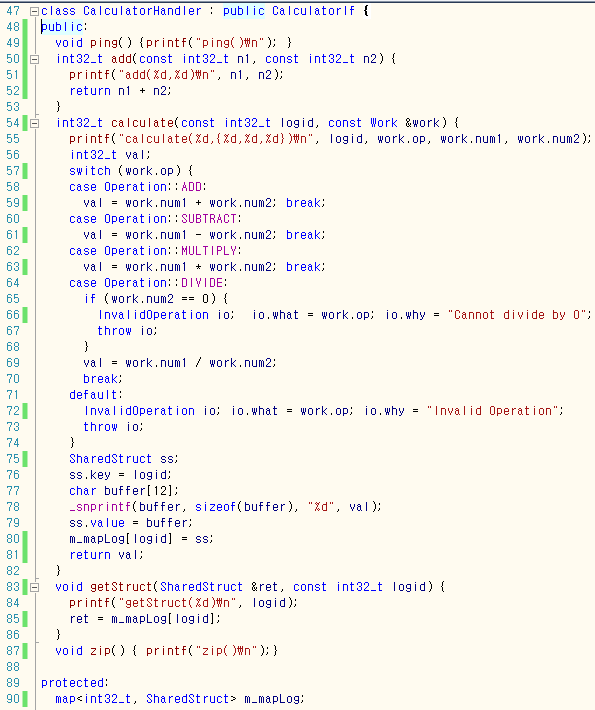 47 class CalculatorHandler : public CalculatorIf {
48 public:
49   void ping() {printf("ping()₩n"); }
50   int32_t add(const int32_t n1, const int32_t n2) {
51     printf("add(%d,%d)₩n", n1, n2);
52     return n1 + n2;
53   }
54   int32_t calculate(const int32_t logid, const Work &work) {
55     printf("calculate(%d,{%d,%d,%d})₩n", logid, work.op, work.num1, work.num2);
56     int32_t val;
57     switch (work.op) {
58     case Operation::ADD:
59       val = work.num1 + work.num2; break;
60     case Operation::SUBTRACT:
61       val = work.num1 - work.num2; break;
62     case Operation::MULTIPLY:
63       val = work.num1 * work.num2; break;
64     case Operation::DIVIDE:
65       if (work.num2 == 0) {
66         InvalidOperation io;  io.what = work.op; io.why = "Cannot divide by 0";
67         throw io;
68       }
69       val = work.num1 / work.num2;
70       break;
71     default:
72       InvalidOperation io; io.what = work.op; io.why = "Invalid Operation";
73       throw io;
74     }
75     SharedStruct ss;
76     ss.key = logid;
77     char buffer[12];
78     _snprintf(buffer, sizeof(buffer), "%d", val);
79     ss.value = buffer;
80     m_mapLog[logid] = ss;
81     return val;
82   }
83   void getStruct(SharedStruct &ret, const int32_t logid) {
84     printf("getStruct(%d)₩n", logid);
85     ret = m_mapLog[logid];
86   }
87   void zip() { printf("zip()₩n");}
88
89 protected:
90   map<int32_t, SharedStruct> m_mapLog;